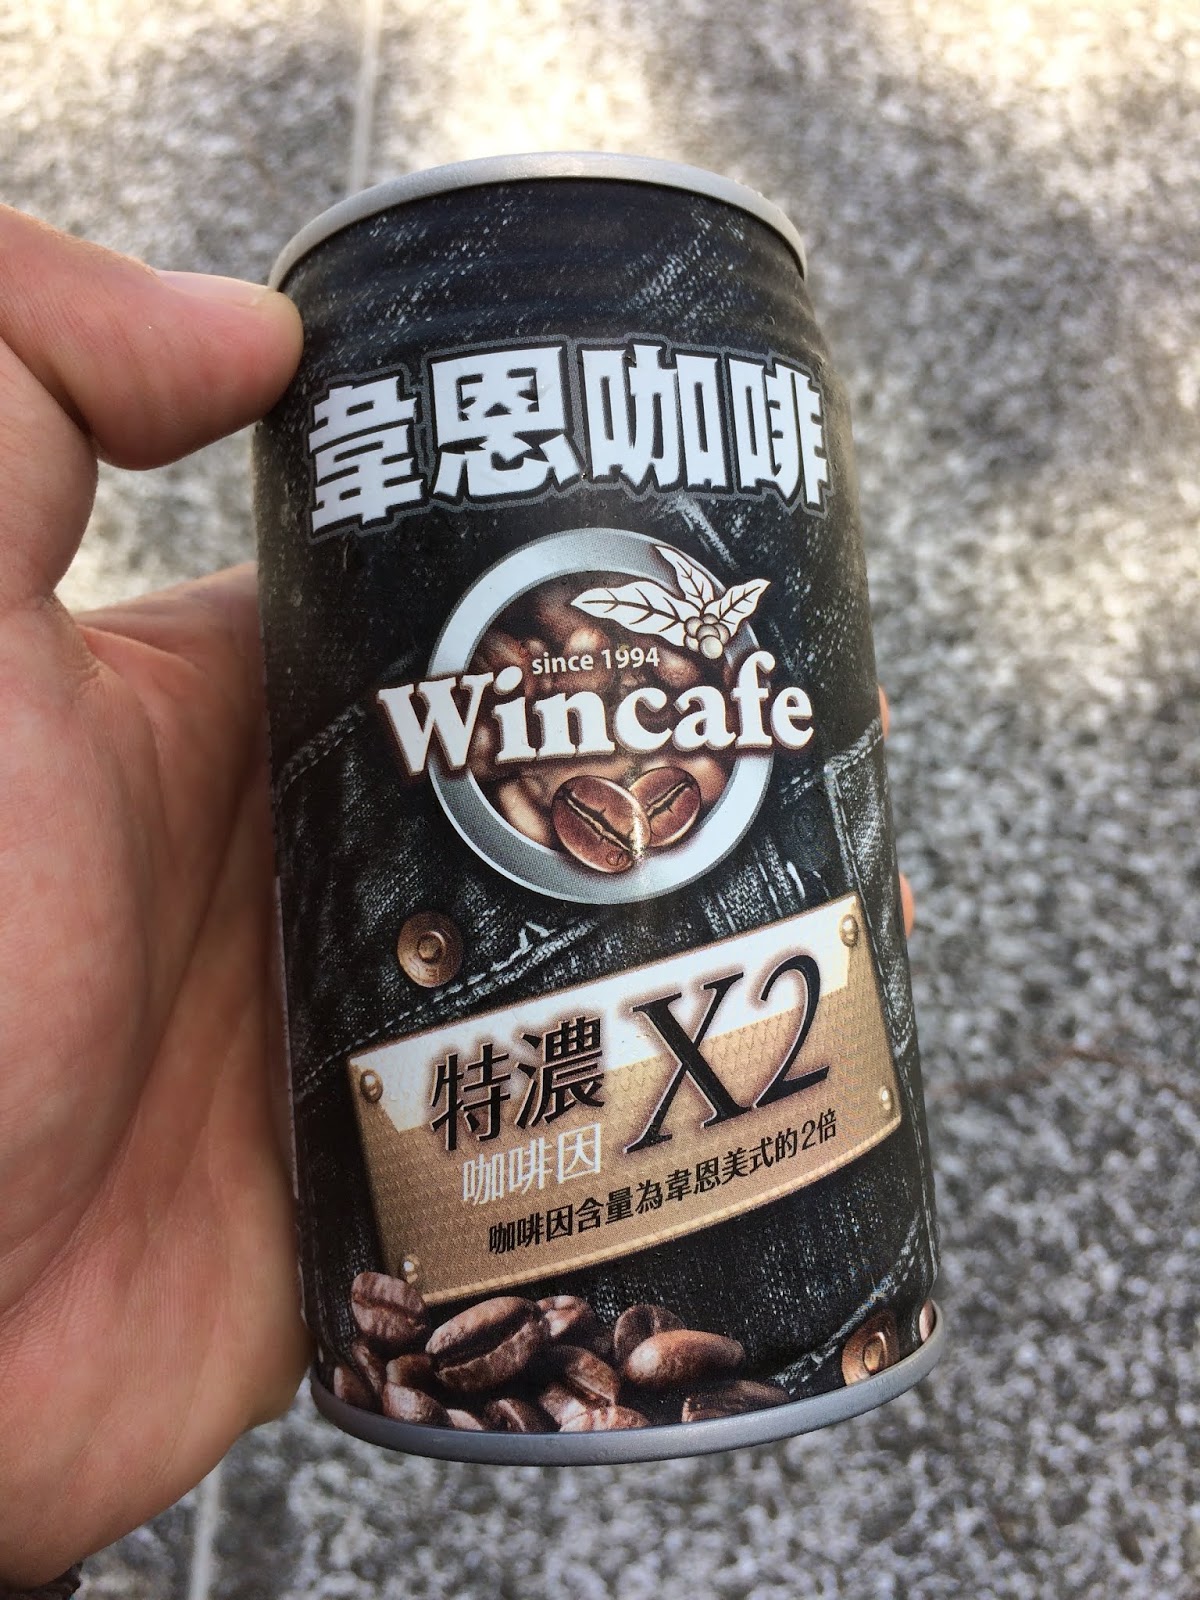 韋恩咖啡
since 1994
Wincafe
特濃 X2
咖啡因
咖啡因含量為韋恩美式的2倍